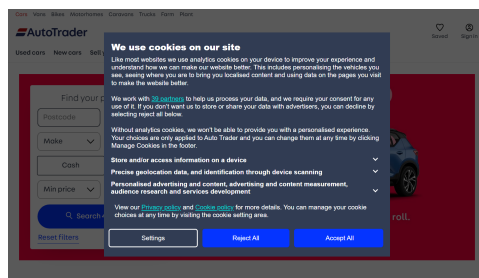 Cars Vans Bikes Motorhomes Caravans Trucks Farm Plant
AutoTrader
Saved
Sign in
Used cars New cars Sell y
We use cookies on our site
Like most websites we use analytics cookies on your device to improve your experience and
understand how we can make our website better. This includes personalising the vehicles you
see, seeing where you are to bring you localised content and using data on the pages you visit
to make the website better.
We work with 39 partners to help us process your data, and we require your consent for any
use of it. If you don't want us to store or share your data with advertisers, you can decline by
selecting reject all below.
Without analytics cookies, we won't be able to provide you with a personalised experience.
Your choices are only applied to Auto Trader and you can change them at any time by clicking
Manage Cookies in the footer.
Store and/or access information on a device
Precise geolocation data, and identification through device scanning
Personalised advertising and content, advertising and content measurement,
audience research and services development
View our Privacy policy and Cookie policy for more details. You can manage your cookie
choices at any time by visiting the cookie setting area.
Settings
Reject All
Accept All
Find your p
Postcode
Make
Cash
Min price
Search
Reset filters
roll.